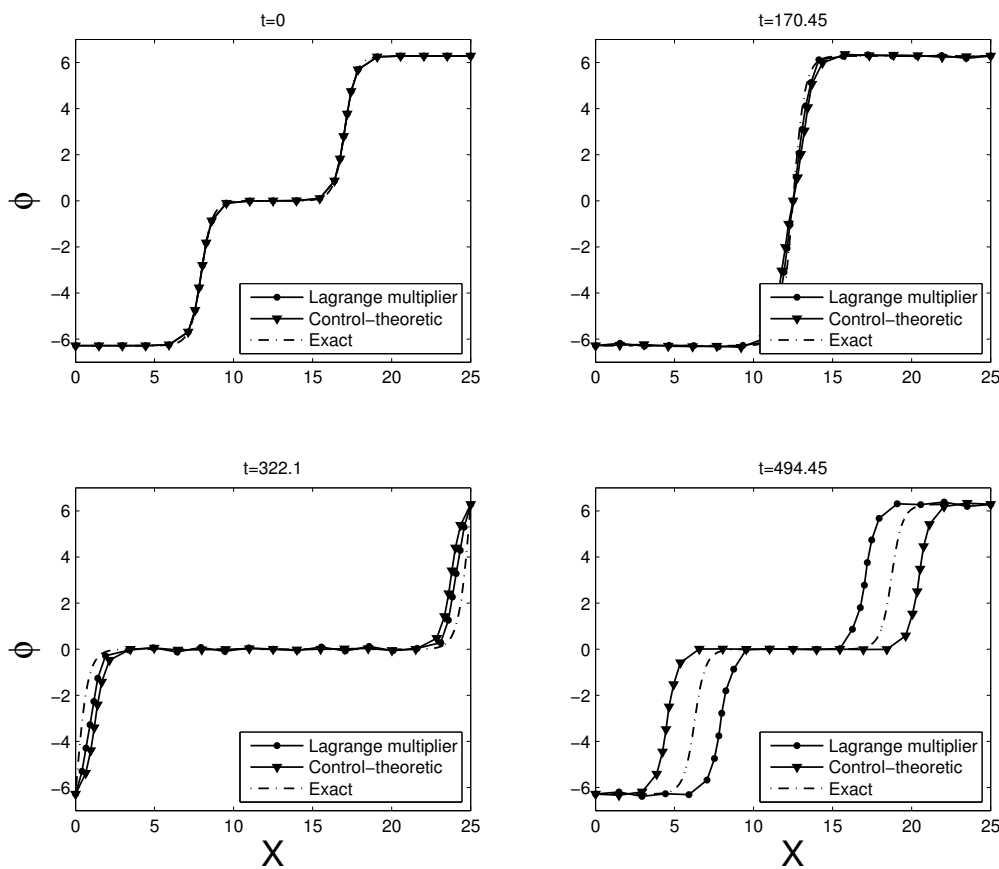 t=0
6
4
2
0
−2
−4
−6
0 5 10 15 20 25
ϕ
Lagrange multiplier
Control−theoretic
Exact
t=170.45
6
4
2
0
−2
−4
−6
0 5 10 15 20 25
Lagrange multiplier
Control−theoretic
Exact
t=322.1
6
4
2
0
−2
−4
−6
0 5 10 15 20 25
ϕ
X
Lagrange multiplier
Control−theoretic
Exact
t=494.45
6
4
2
0
−2
−4
−6
0 5 10 15 20 25
X
Lagrange multiplier
Control−theoretic
Exact